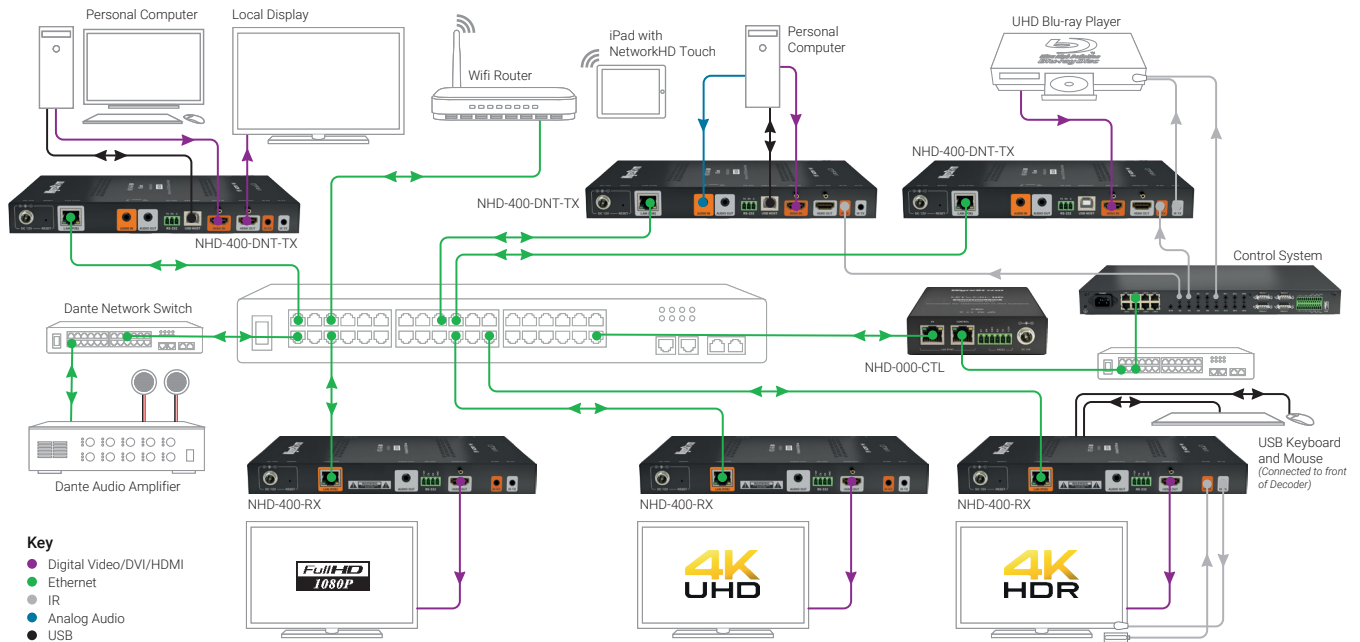 Personal Computer
Local Display
Wifi Router
iPad with
NetworkHD Touch
Personal
Computer
UHD Blu-ray Player
NHD-400-DNT-TX
NHD-400-DNT-TX
NHD-400-DNT-TX
Control System
Dante Network Switch
NHD-000-CTL
Dante Audio Amplifier
USB Keyboard
and Mouse
(Connected to front
of Decoder)
NHD-400-RX
NHD-400-RX
NHD-400-RX
Key
Digital Video/DVI/HDMI
Ethernet
IR
Analog Audio
USB
Full HD
1080P
4K
UHD
4K
HDR